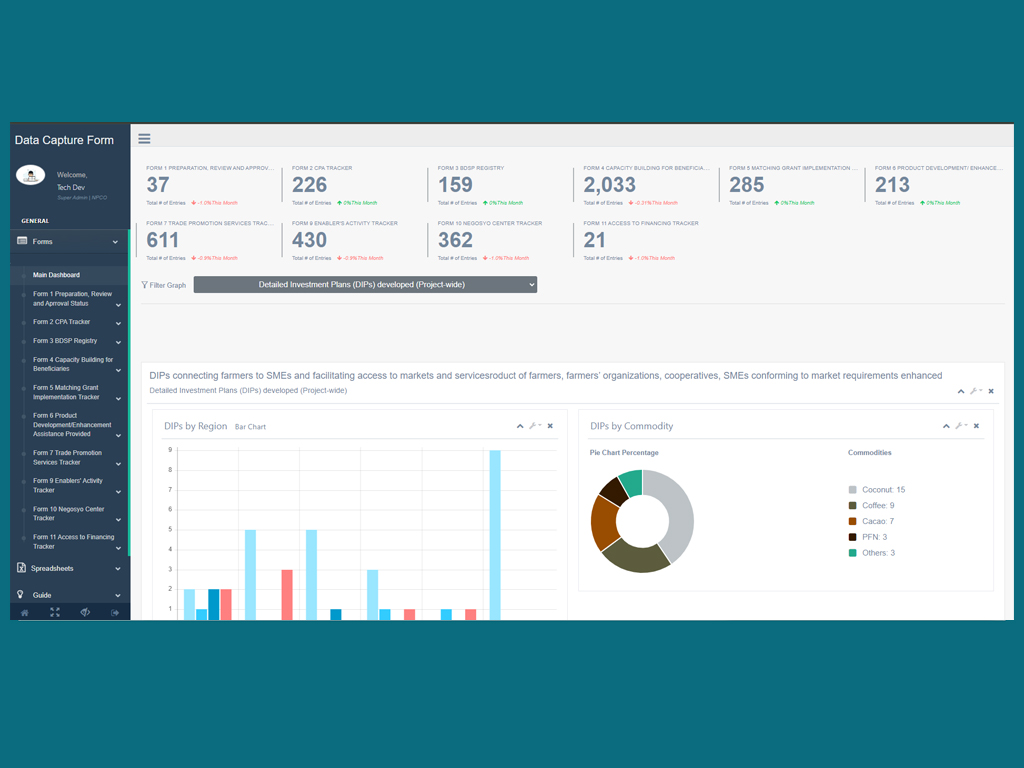 Data Capture Form
Welcome,
Tech Dev
Super Admin | NPCO
GENERAL
Forms
Main Dashboard
Form 1 Preparation, Review
and Aproval Status
Form 2 CPA Tracker
Form 3 BDSP Registry
Form 4 Capacity Building for
Beneficiaries
Form 5 Matching Grant
Implementation Tracker
Form 6 Product
Development/Enhancement
Assistance Provided
Form 7 Trade Promotion
Services Tracker
Form 9 Enablers' Activity
Tracker
Form 10 Negosyo Center
Tracker
Form 11 Access to Financing
Tracker
Spreadsheets
Guide
FORM 1 PREPARATION, REVIEW AND APPROV...
37
Total # of Entries -1.0%This Month
FORM 2 CPA TRACKER
226
Total # of Entries 0%This Month
FORM 3 BDSP REGISTRY
159
Total # of Entries 0%This Month
FORM 4 CAPACITY BUILDING FOR BENEFICIA...
2,033
Total # of Entries -0.31%This Month
FORM 5 MATCHING GRANT IMPLEMENTATION ...
285
Total # of Entries 2%This Month
FORM 6 PRODUCT DEVELOPMENT/ ENHANCE...
213
Total # of Entries 0%This Month
FORM 7 TRADE PROMOTION SERVICES TRAC...
611
Total # of Entries -0.9%This Month
FORM 9 ENABLER'S ACTIVITY TRACKER
430
Total # of Entries -0.9%This Month
FORM 10 NEGOSYO CENTER TRACKER
362
Total # of Entries -1.0%This Month
FORM 11 ACCESS TO FINANCING TRACKER
21
Total # of Entries -1.0%This Month
Filter Graph
Detailed Investment Plans (DIPs) developed (Project-wide)
DIPs connecting farmers to SMEs and facilitating access to markets and servicesroduct of farmers, farmers' organizations, cooperatives, SMEs conforming to market requirements enhanced
Detailed Investment Plans (DIPs) developed (Project-wide)
DIPs by Region Bar Chart
9
8
7
6
5
4
3
2
1
DIPs by Commodity
Pie Chart Percentage
Commodities
Coconut: 15
Coffee: 9
Cacao: 7
PFN: 3
Others: 3